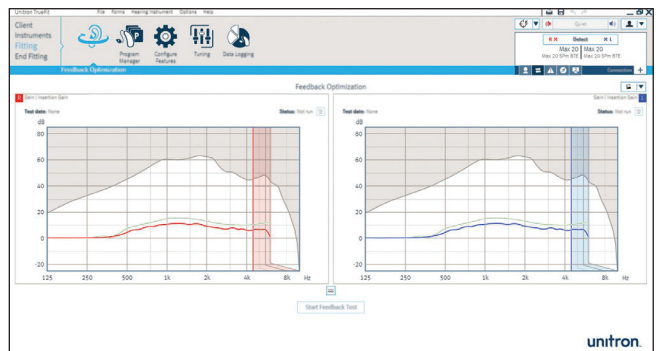 Unitron TrueFit
File Forms Hearing Instrument Options Help
Client
Instruments
Fitting
End Fitting
Program Manager
Configure Features
Tuning
Data Logging
Quiet
Detect
Max 20 Max 20
Max 20 SPm BTE Max 20 SPm BTE
Feedback Optimization
Connection +
Feedback Optimization
Gain | Insertion Gain
Gain | Insertion Gain
Test date: None Status: Not run
Test date: None Status: Not run
dB
80
60
40
20
0
-20
125 250 500 1k 2k 4k 8k Hz
dB
80
60
40
20
0
-20
125 250 500 1k 2k 4k 8k Hz
Start Feedback Test
unitron.